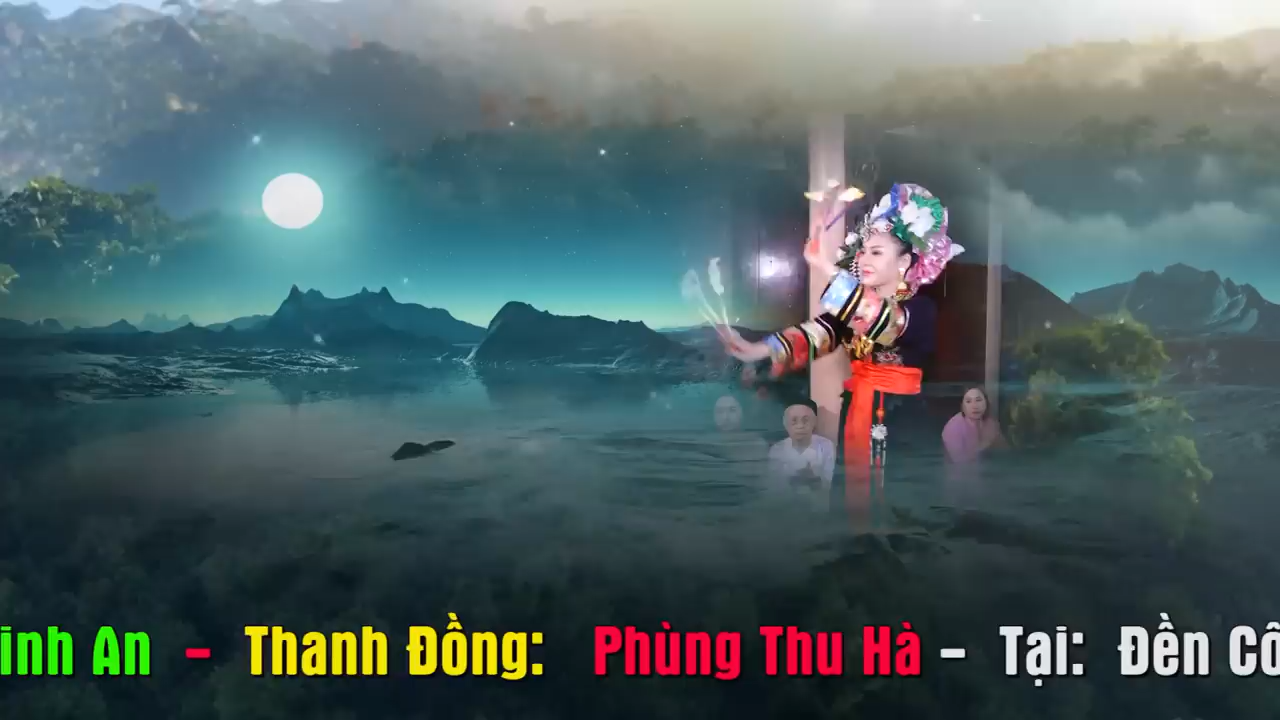 inh An - Thanh Đồng: Phùng Thu Hà - Tại: Đền Cô